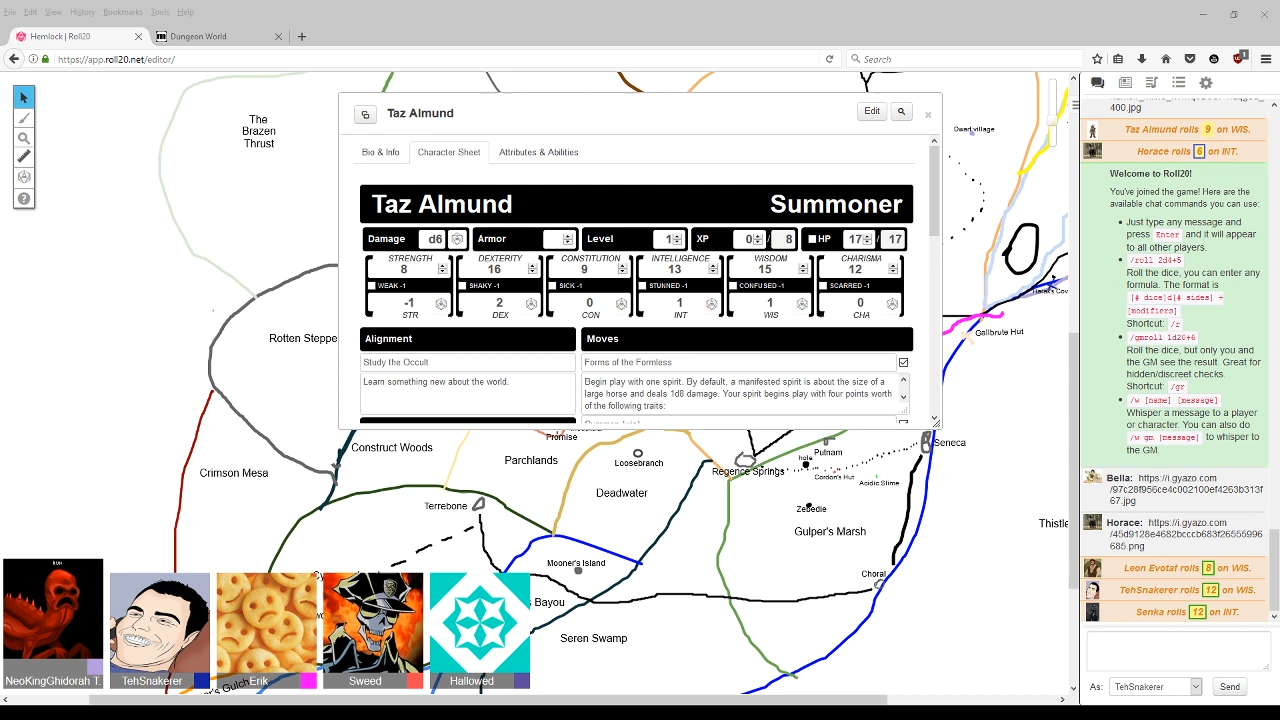 File Edit View History Bookmarks Tools Help
Hemlock | Roll20
Dungeon World
https://app.roll20.net/editor/
Search
1
The
Brazen
Thrust
Rotten Steppe
Dwarf village
Gallbrute Hut
Taz Almund
Edit
Bio & Info
Character Sheet
Attributes & Abilities
Taz Almund
Summoner
Damage d6
Armor
Level 1
XP 0 / 8
HP 17 / 17
STRENGTH
8
WEAK -1
-1
STR
DEXTERITY
16
SHAKY -1
2
DEX
CONSTITUTION
9
SICK -1
0
CON
INTELLIGENCE
13
STUNNED -1
1
INT
WISDOM
15
CONFUSED -1
1
WIS
CHARISMA
12
SCARRED -1
0
CHA
Alignment
Study the Occult
Learn something new about the world.
Moves
Forms of the Formless
Begin play with one spirit. By default, a manifested spirit is about the size of a
large horse and deals 1d8 damage. Your spirit begins play with four points worth
of the following traits:
Construct Woods
Crimson Mesa
Promise
Parchlands
Loosebranch
Deadwater
Regence Springs
hole
Putnam
Cordon's Hut
Acidic Slime
Seneca
Terrebone
Zebedie
Gulper's Marsh
Thistle
Mooner's Island
Choral
Bayou
Seren Swamp
RUN
NeoKingGhidorah T.
TehSnakerer
Erik
Sweed
Hallowed
400.jpg
Taz Almund rolls 9 on WIS.
Horace rolls 6 on INT.
Welcome to Roll20!
You've joined the game! Here are the
available chat commands you can use:
Just type any message and
press Enter and it will appear
to all other players.
/roll 2d4+5
Roll the dice, you can enter any
formula. The format is
[# dice]d[# sides] +
[modifiers]
Shortcut: /r
/gmroll 1d20+6
Roll the dice, but only you and
the GM see the result. Great for
hidden/discreet checks.
Shortcut: /gr
/w [name] [message]
Whisper a message to a player
or character. You can also do
/w gm [message] to whisper to
the GM.
Bella: https://i.gyazo.com
/97c28f956ce4c0f2100ef4263b313f
67.jpg
Horace: https://i.gyazo.com
/45d9128e4682bcccb683f26555996
685.png
Leon Evotaf rolls 8 on WIS.
TehSnakerer rolls 12 on WIS.
Senka rolls 12 on INT.
As: TehSnakerer
Send